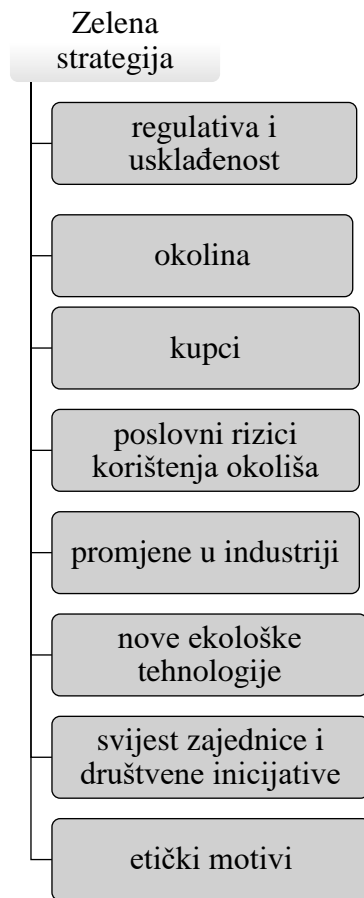 Zelena
strategija
regulativa i
usklađenost
okolina
kupci
poslovni rizici
korištenja okoliša
promjene u industriji
nove ekološke
tehnologije
svijest zajednice i
društvene inicijative
etički motivi